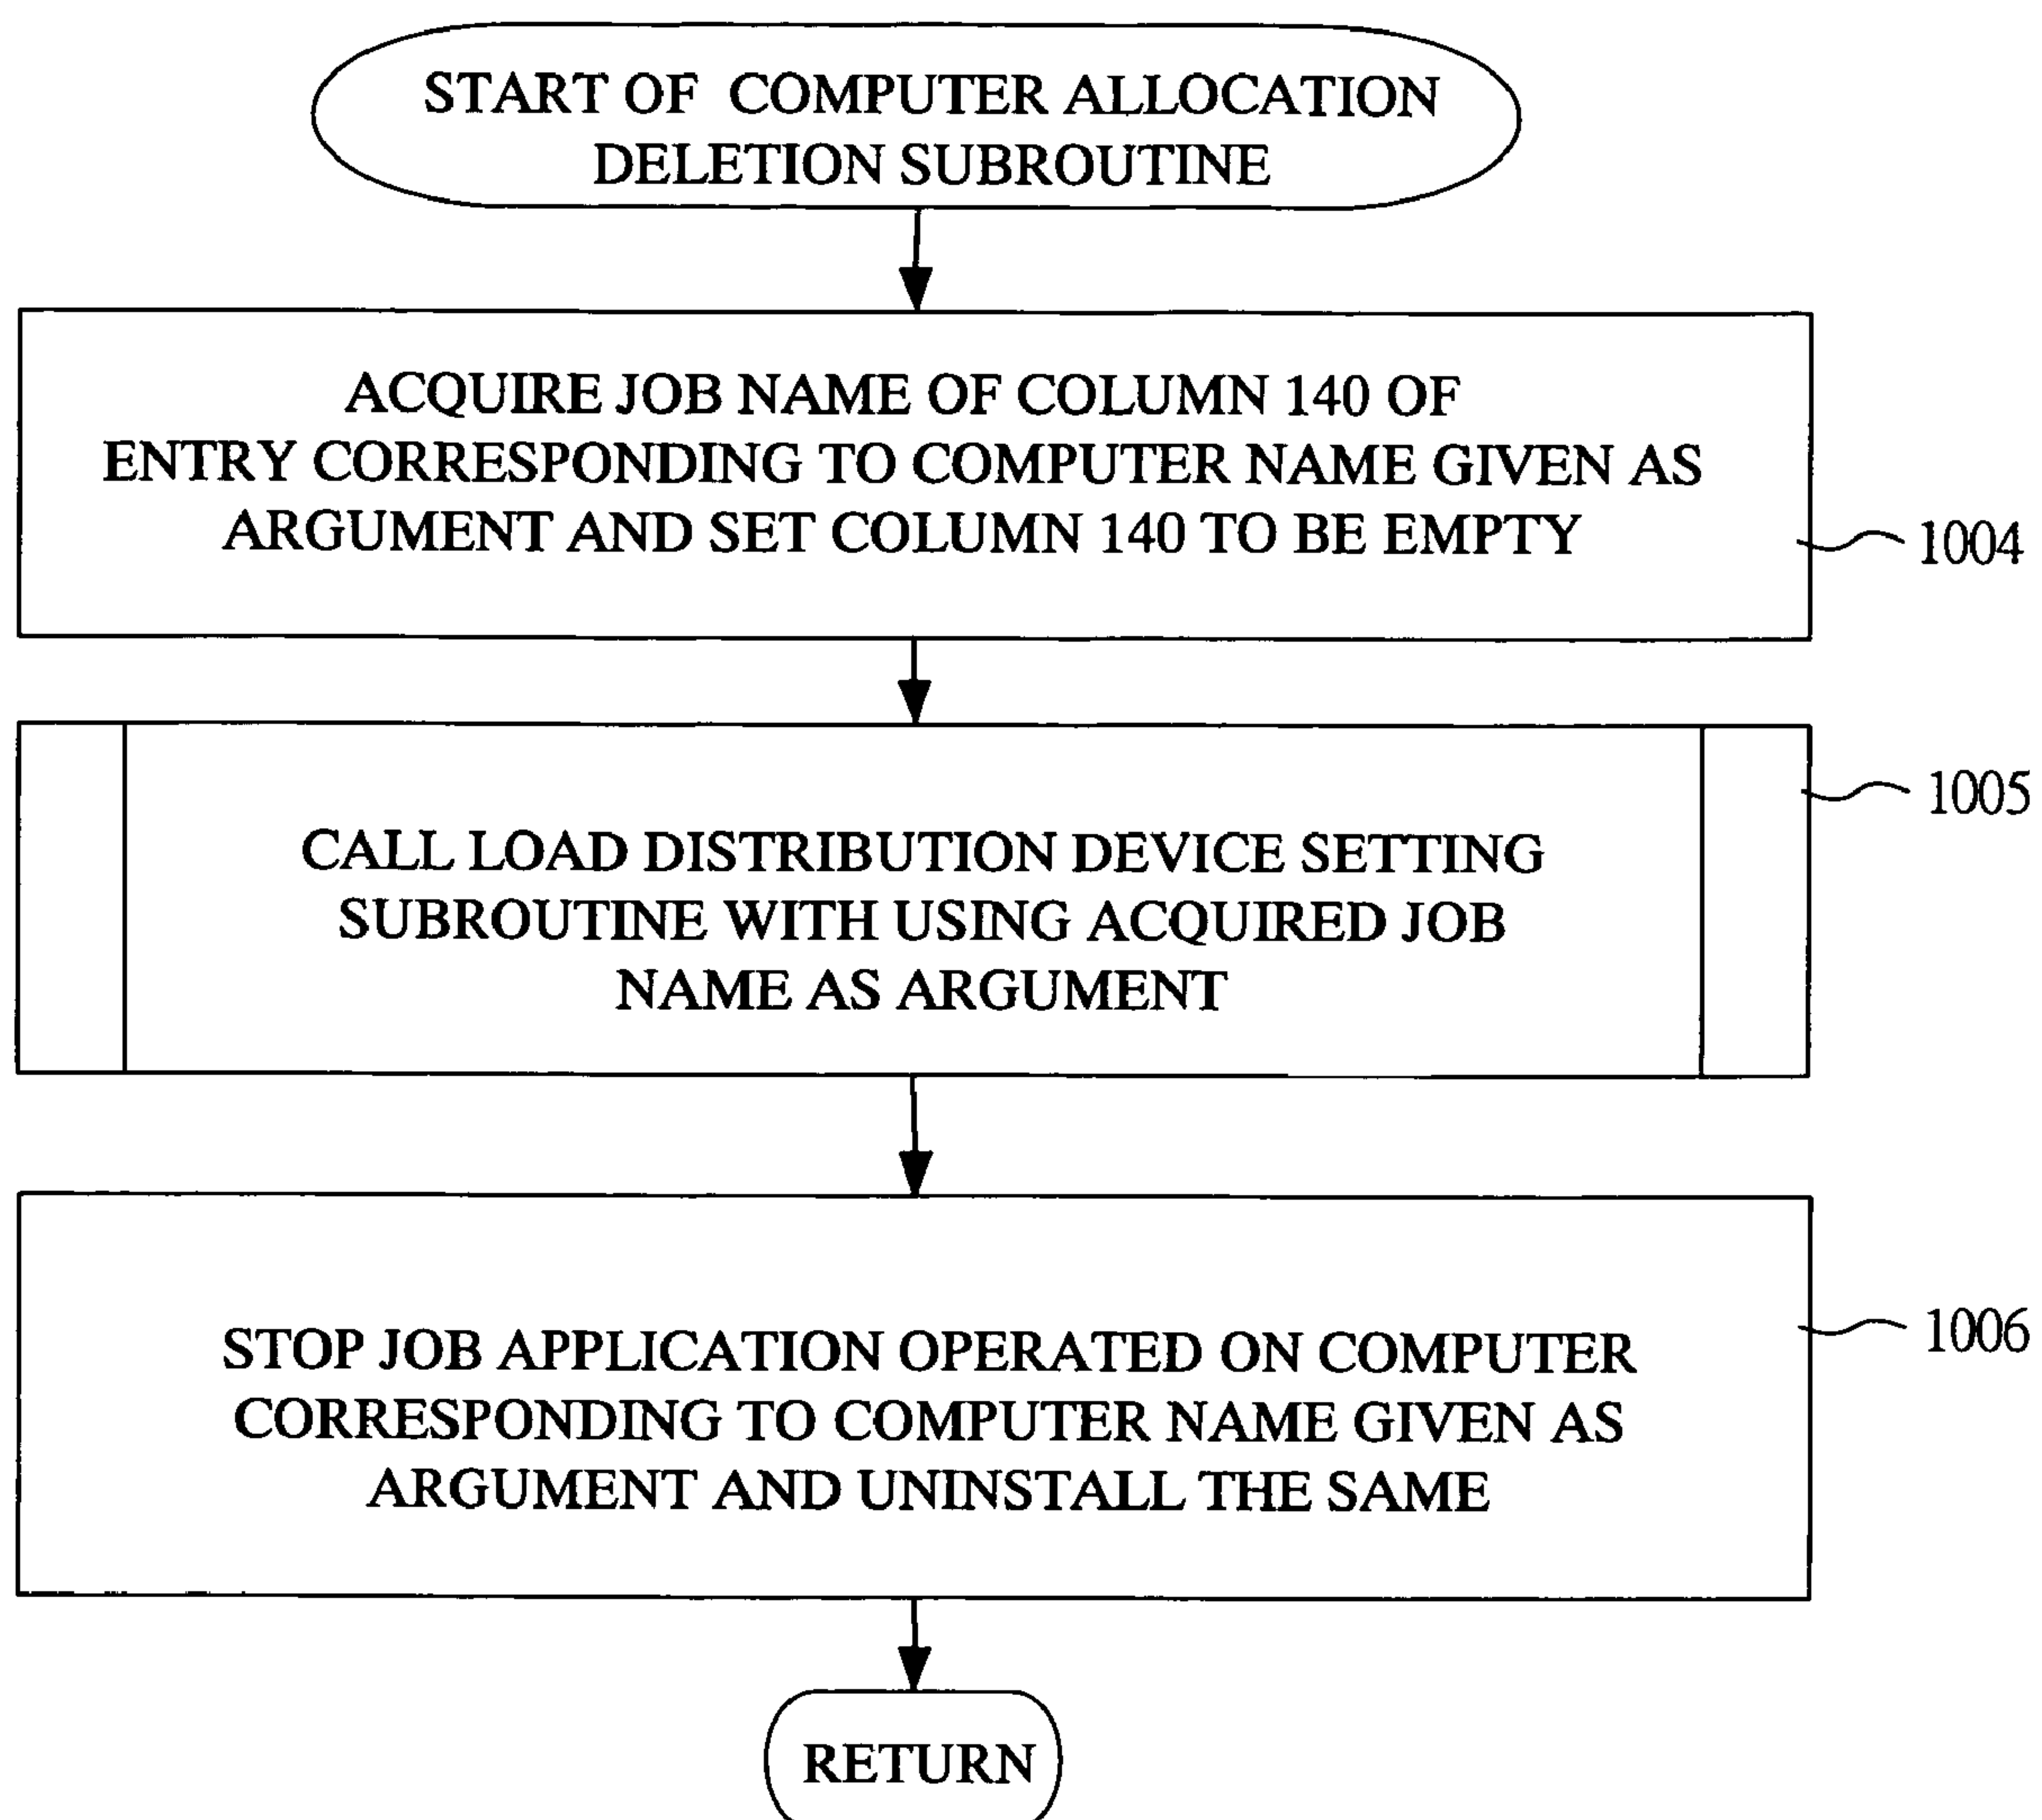 START OF COMPUTER ALLOCATION
DELETION SUBROUTINE
ACQUIRE JOB NAME OF COLUMN 140 OF
ENTRY CORRESPONDING TO COMPUTER NAME GIVEN AS
ARGUMENT AND SET COLUMN 140 TO BE EMPTY
1004
1005
CALL LOAD DISTRIBUTION DEVICE SETTING
SUBROUTINE WITH USING ACQUIRED JOB
NAME AS ARGUMENT
1006
STOP JOB APPLICATION OPERATED ON COMPUTER
CORRESPONDING TO COMPUTER NAME GIVEN AS
ARGUMENT AND UNINSTALL THE SAME
RETURN